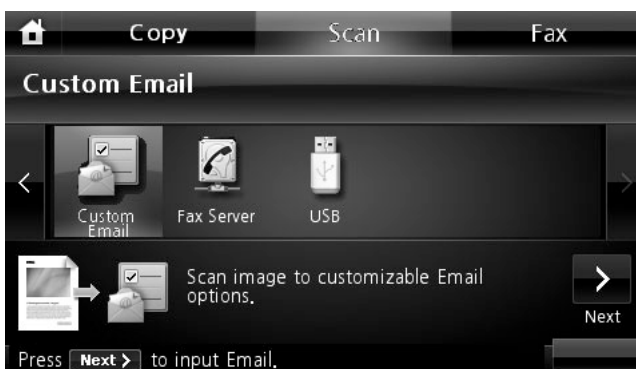 Copy Scan Fax
Custom Email
Custom Fax Server USB
Email
Scan image to customizable Email
options.
Next
Press Next > to input Email.